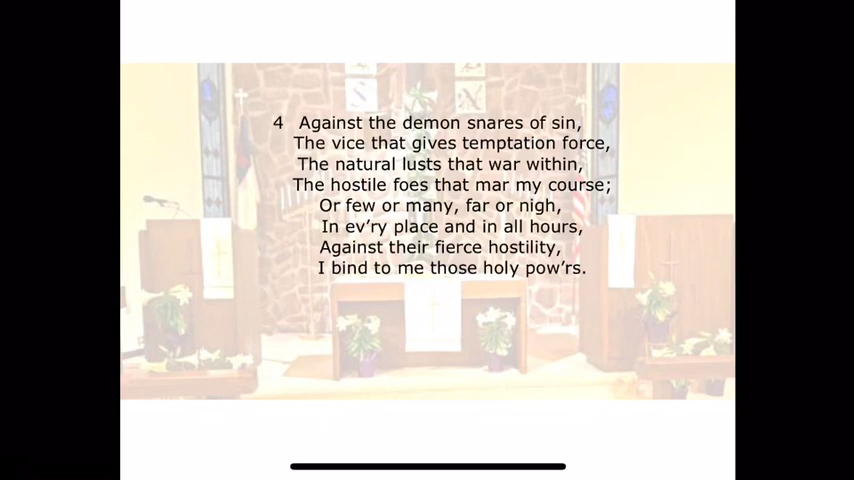 4 Against the demon snares of sin,
The vice that gives temptation force,
The natural lusts that war within,
The hostile foes that mar my course;
Or few or many, far or nigh,
In ev’ry place and in all hours,
Against their fierce hostility,
I bind to me those holy pow’rs.